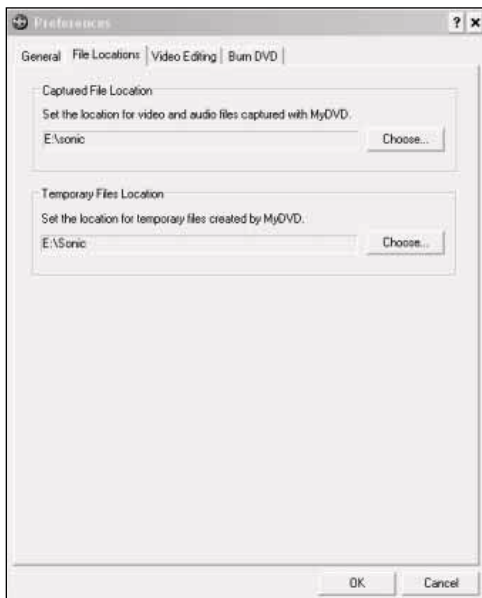 Preferences
General File Locations Video Editing Burn DVD
Captured File Location
Set the location for video and audio files captured with MyDVD.
E:\sonic Choose...
Temporary Files Location
Set the location for temporary files created by MyDVD.
E:\Sonic Choose...
OK Cancel